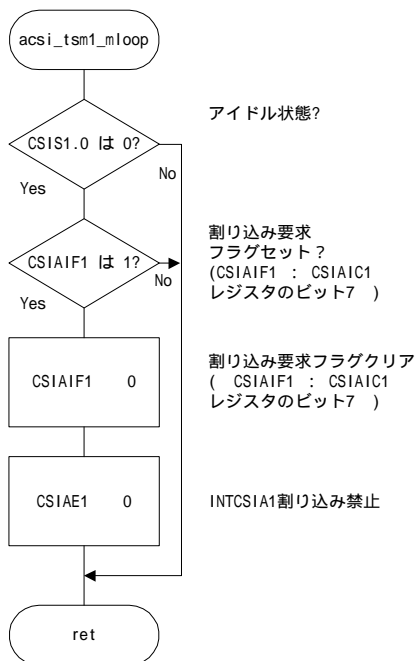 acsi_tsm1_mloop
CSIS1.0 は 0?
アイドル状態?
No
Yes
CSIAIF1 は 1?
割り込み要求
フラグセット？
(CSIAIF1 : CSIAIC1
レジスタのビット7 )
No
Yes
CSIAIF1 0
割り込み要求フラグクリア
( CSIAIF1 : CSIAIC1
レジスタのビット7 )
CSIAE1 0
INTCSIA1割り込み禁止
ret